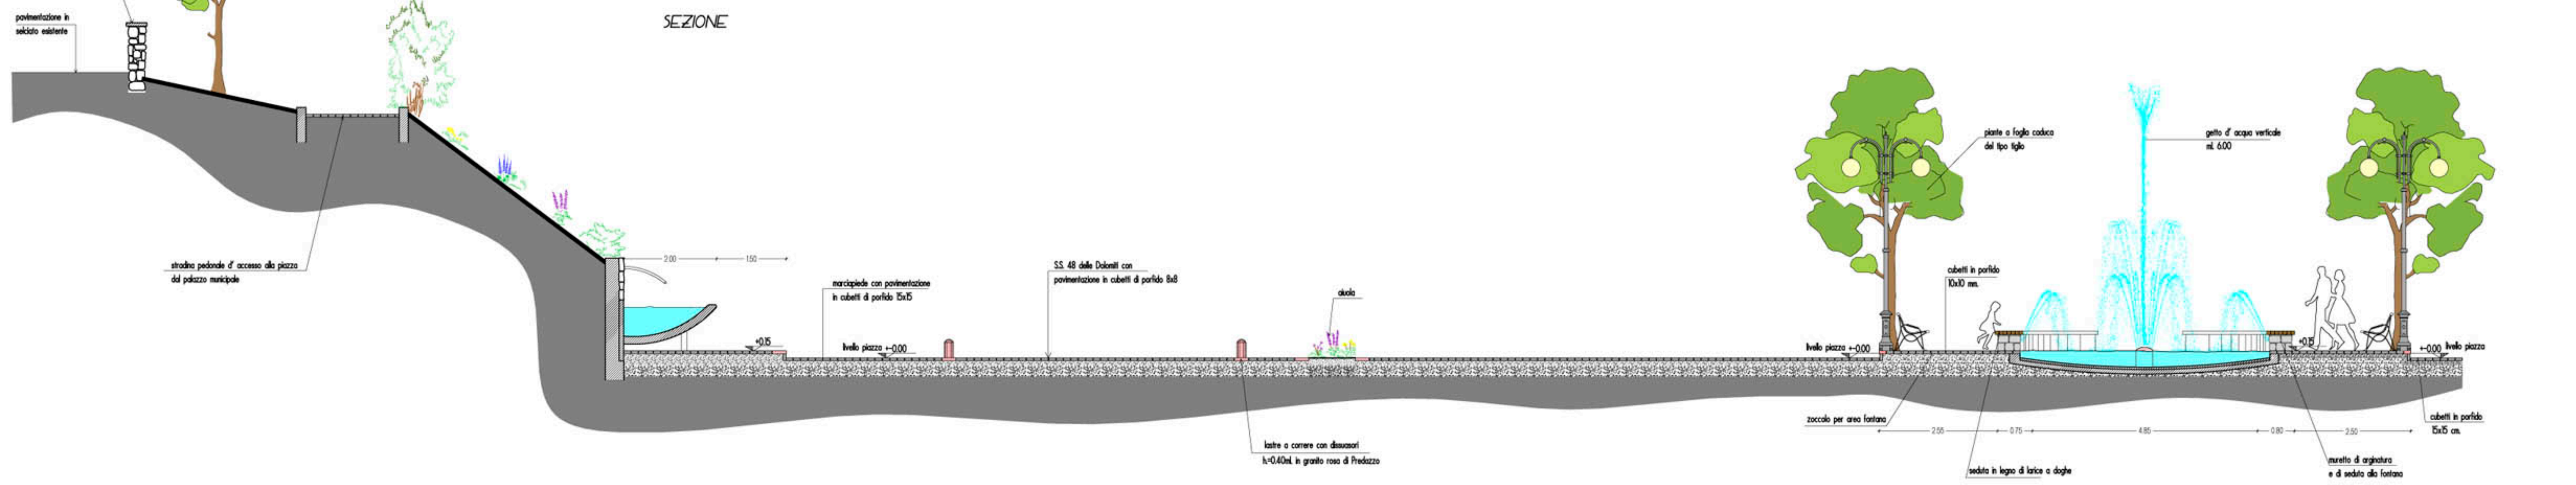 SEZIONE
pavimentazione in
selciato esistente
stradina pedonale d' accesso alla piazza
dal palazzo municipale
2.00
1.50
marciapiede con pavimentazione
in cubetti di porfido 15x15
+0.15
livello piazza +-0.00
S.S. 48 delle Dolomiti con
pavimentazione in cubetti di porfido 8x8
aiuola
lastre a correre con dissuasori
h:=0.40ml. in granito rosa di Predazzo
piante a foglia caduca
del tipo tiglio
getto d' acqua verticale
ml. 6.00
cubetti in porfido
10x10 mm.
livello piazza +-0.00
+0.15
+-0.00 livello piazza
zoccolo per area fontana
2.55
0.75
4.85
0.80
2.50
cubetti in porfido
15x15 cm.
seduta in legno di larice a doghe
muretto di arginatura
e di seduta alla fontana